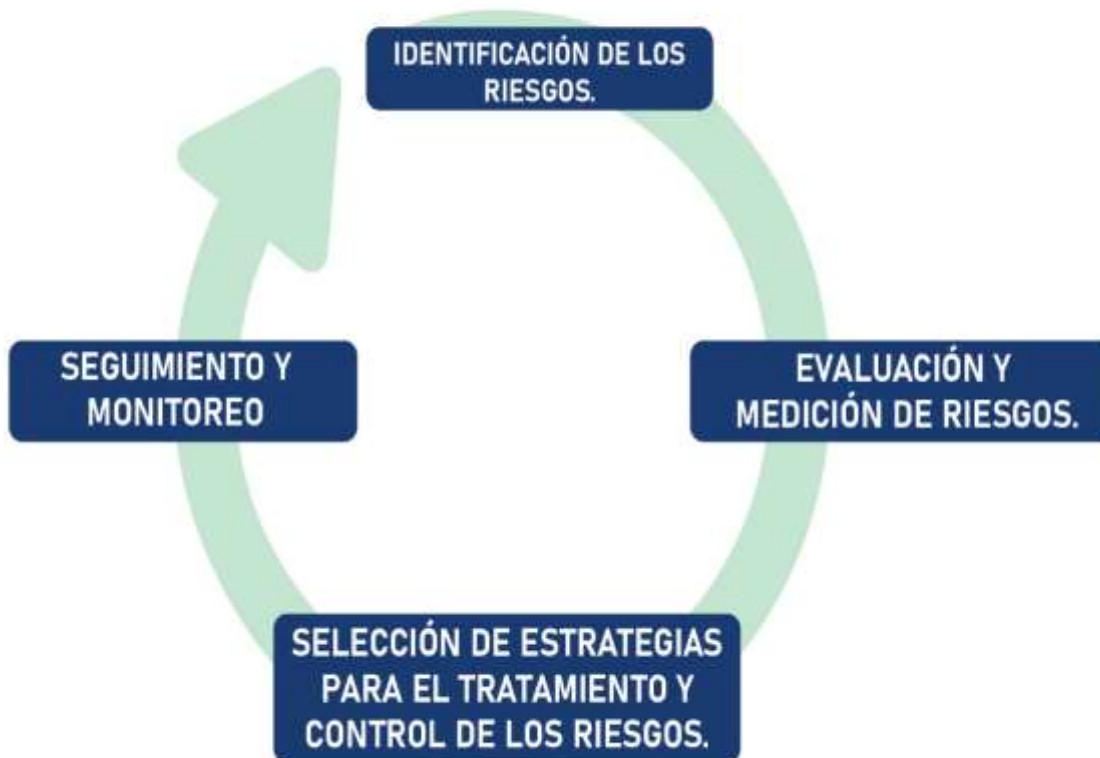 IDENTIFICACIÓN DE LOS
RIESGOS.
EVALUACIÓN Y
MEDICIÓN DE RIESGOS.
SELECCIÓN DE ESTRATEGIAS
PARA EL TRATAMIENTO Y
CONTROL DE LOS RIESGOS.
SEGUIMIENTO Y
MONITOREO